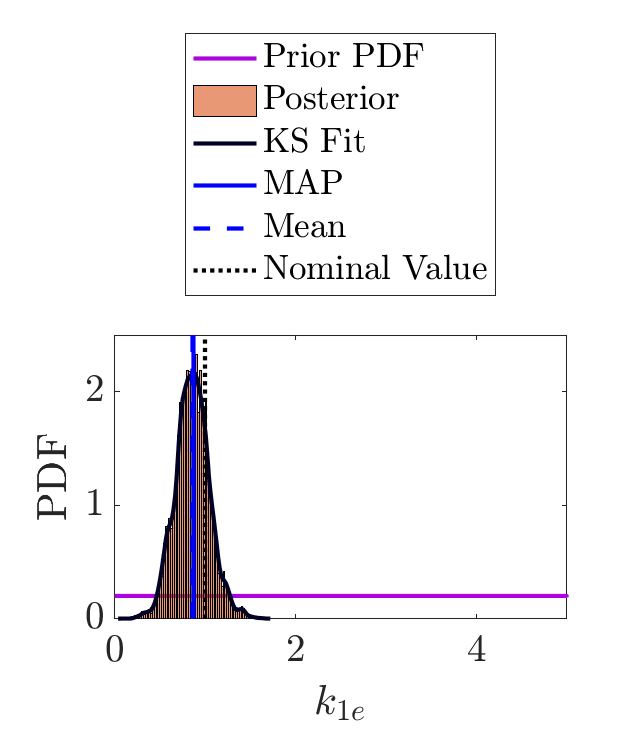 Prior PDF
Posterior
KS Fit
MAP
Mean
Nominal Value
2
1
0
PDF
0 2 4
k1e